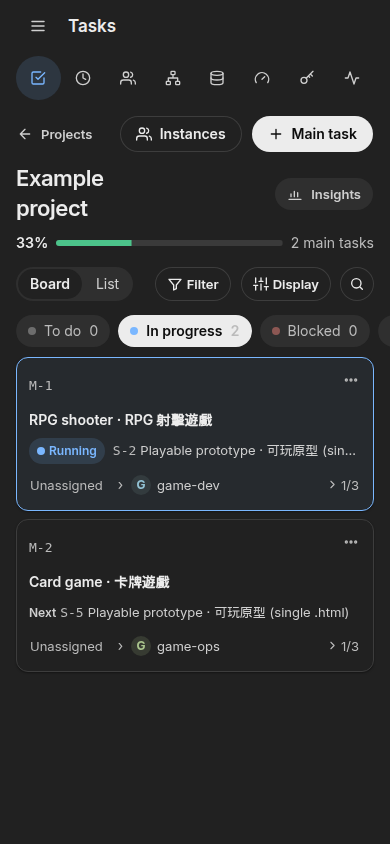 Tasks
Projects
Instances
Main task
Example
project
Insights
33%
2 main tasks
Board
List
Filter
Display
To do 0
In progress 2
Blocked 0
M-1
RPG shooter · RPG 射擊遊戲
Running S-2 Playable prototype · 可玩原型 (sin...
Unassigned > G game-dev > 1/3
M-2
Card game · 卡牌遊戲
Next S-5 Playable prototype · 可玩原型 (single .html)
Unassigned > G game-ops > 1/3